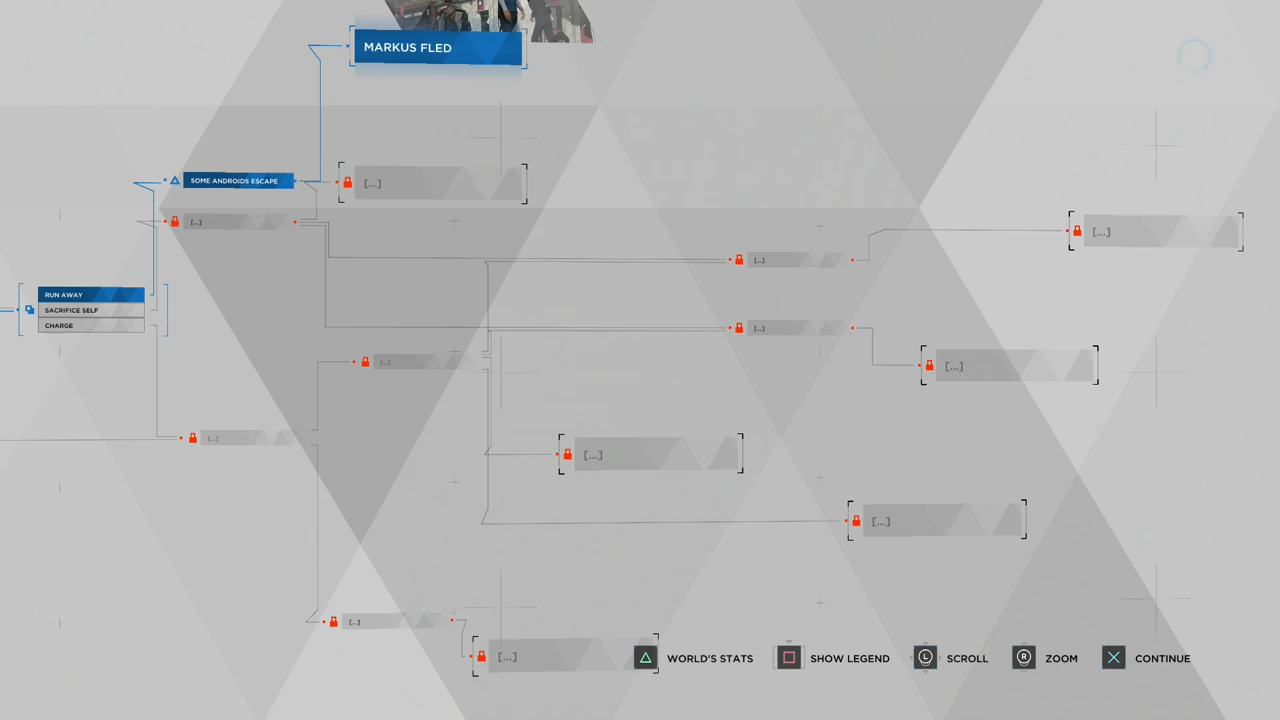 MARKUS FLED
SOME ANDROIDS ESCAPE
[...]
[...]
[...]
[...]
RUN AWAY
SACRIFICE SELF
CHARGE
[...]
[...]
[...]
[...]
[...]
[...]
[...]
[...]
WORLD'S STATS
SHOW LEGEND
L
SCROLL
R
ZOOM
CONTINUE